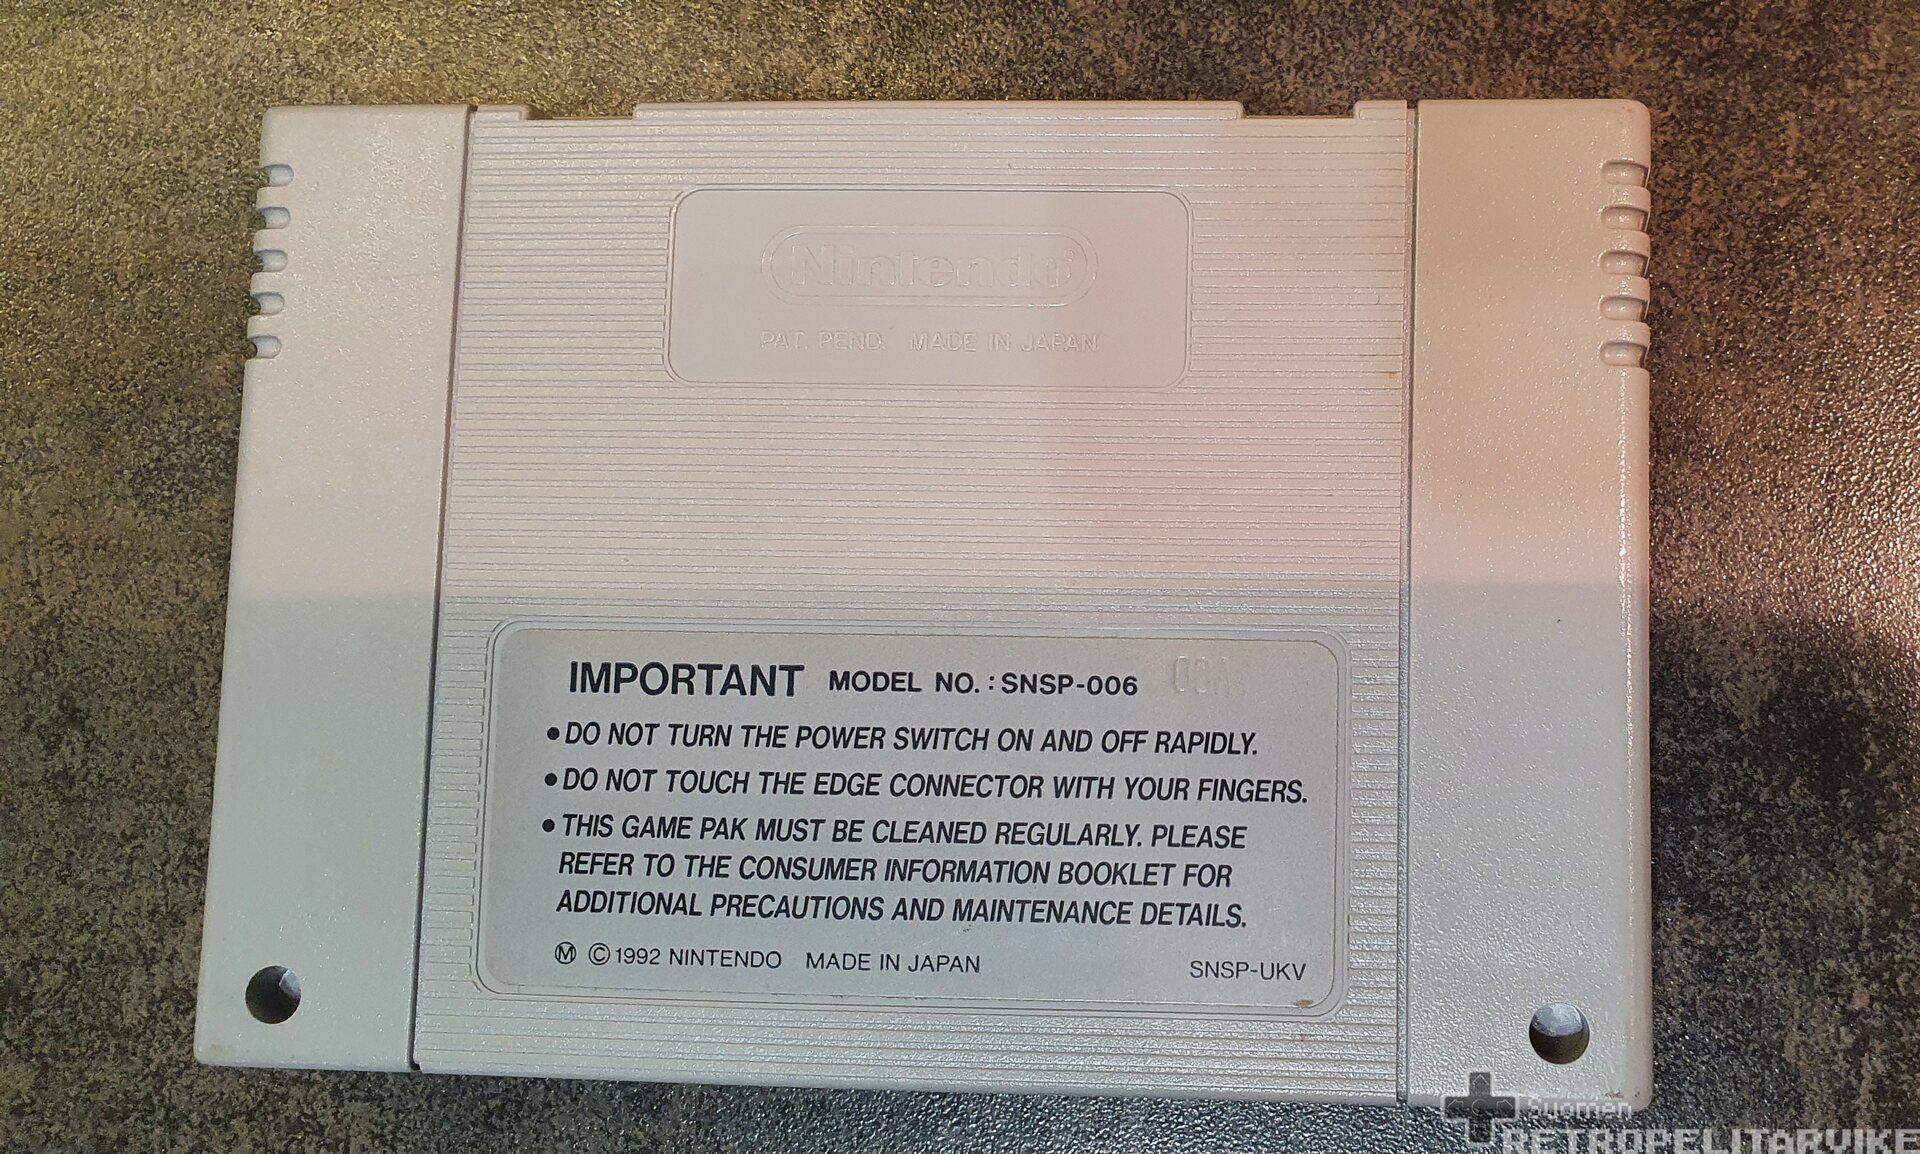 Nintendo®
PAT. PEND. MADE IN JAPAN
IMPORTANT MODEL NO. : SNSP-006
• DO NOT TURN THE POWER SWITCH ON AND OFF RAPIDLY.
• DO NOT TOUCH THE EDGE CONNECTOR WITH YOUR FINGERS.
• THIS GAME PAK MUST BE CLEANED REGULARLY. PLEASE
REFER TO THE CONSUMER INFORMATION BOOKLET FOR
ADDITIONAL PRECAUTIONS AND MAINTENANCE DETAILS.
Ⓜ © 1992 NINTENDO MADE IN JAPAN SNSP-UKV
Suomen
RETROPELITARVIKE